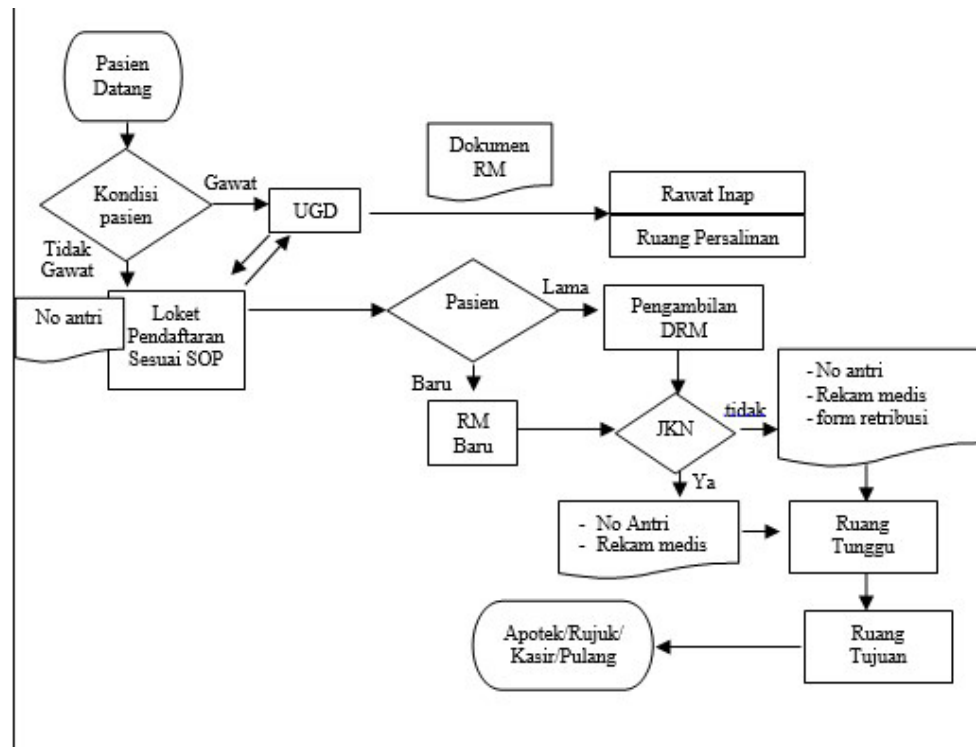 Pasien
Datang
Kondisi
pasien
Gawat
UGD
Dokumen
RM
Rawat Inap
Ruang Persalinan
Tidak
Gawat
No antri
Loket
Pendaftaran
Sesuai SOP
Pasien
Lama
Pengambilan
DRM
Baru
RM
Baru
JKN
tidak
- No antri
- Rekam medis
- form retribusi
Ya
- No Antri
- Rekam medis
Ruang
Tunggu
Ruang
Tujuan
Apotek/Rujuk/
Kasir/Pulang